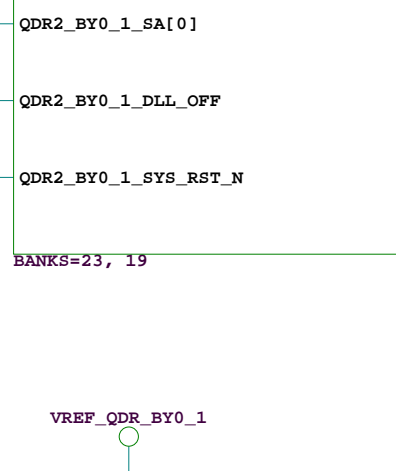 QDR2_BY0_1_SA[0]
QDR2_BY0_1_DLL_OFF
QDR2_BY0_1_SYS_RST_N
BANKS=23, 19
VREF_QDR_BY0_1